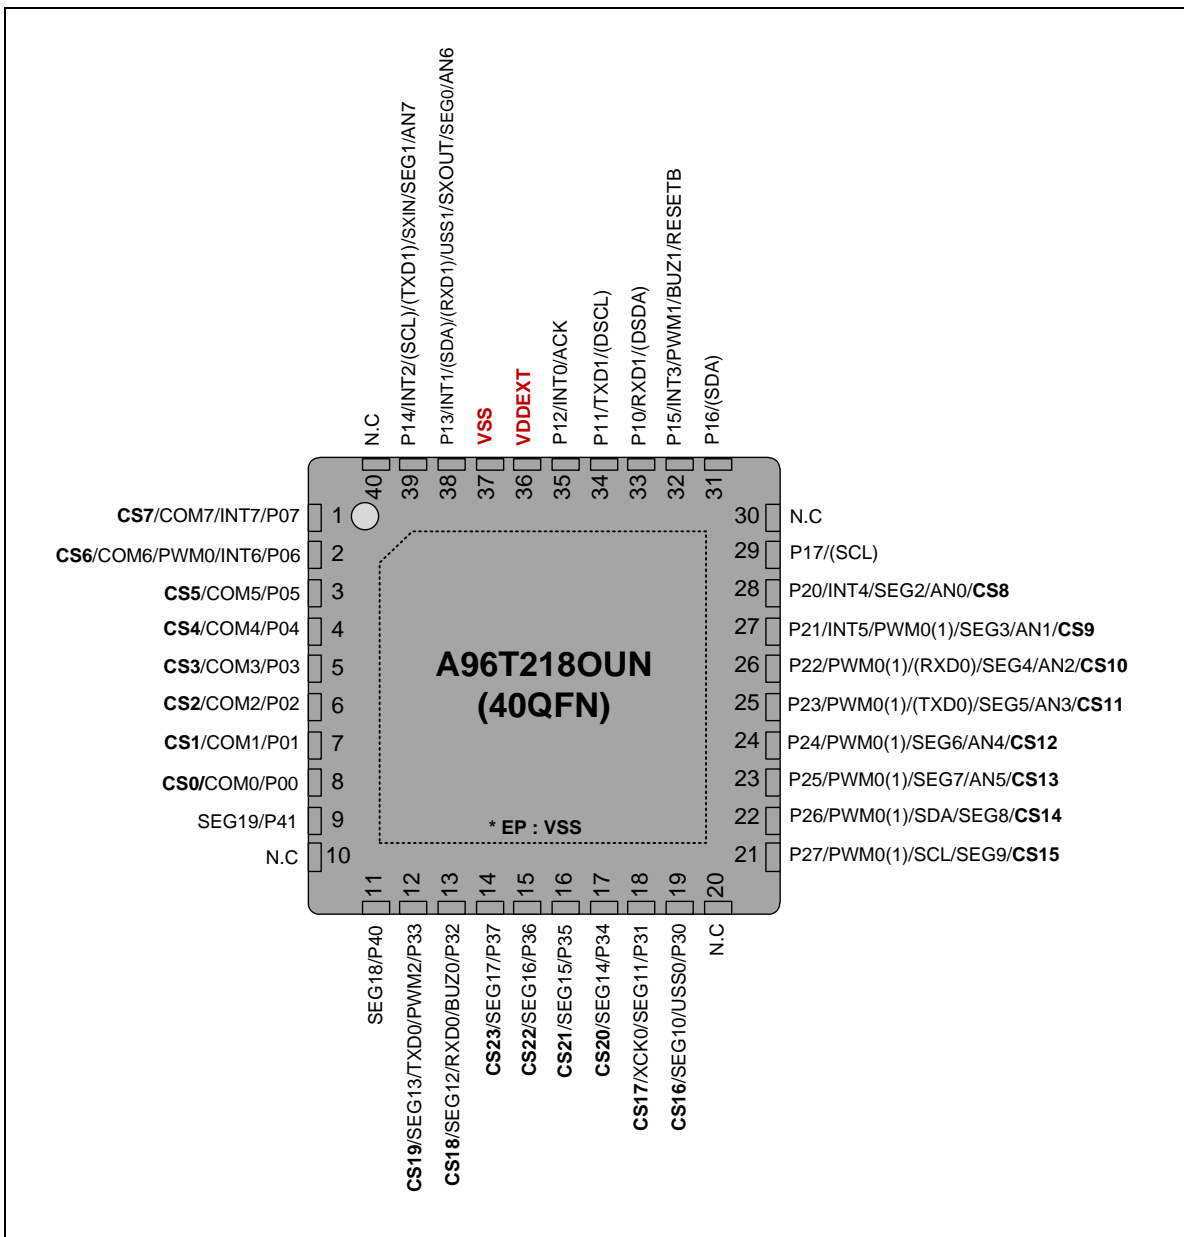 N.C
P14/INT2/(SCL)/(TXD1)/SXIN/SEG1/AN7
P13/INT1/(SDA)/(RXD1)/USS1/SXOUT/SEG0/AN6
VSS
VDDEXT
P12/INT0/ACK
P11/TXD1/(DSCL)
P10/RXD1/(DSDA)
P15/INT3/PWM1/BUZ1/RESETB
P16/(SDA)
40
39
38
37
36
35
34
33
32
31
CS7/COM7/INT7/P07 1
CS6/COM6/PWM0/INT6/P06 2
CS5/COM5/P05 3
CS4/COM4/P04 4
CS3/COM3/P03 5
CS2/COM2/P02 6
CS1/COM1/P01 7
CS0/COM0/P00 8
SEG19/P41 9
N.C 10
A96T218OUN
(40QFN)
* EP : VSS
30 N.C
29 P17/(SCL)
28 P20/INT4/SEG2/AN0/CS8
27 P21/INT5/PWM0(1)/SEG3/AN1/CS9
26 P22/PWM0(1)/(RXD0)/SEG4/AN2/CS10
25 P23/PWM0(1)/(TXD0)/SEG5/AN3/CS11
24 P24/PWM0(1)/SEG6/AN4/CS12
23 P25/PWM0(1)/SEG7/AN5/CS13
22 P26/PWM0(1)/SDA/SEG8/CS14
21 P27/PWM0(1)/SCL/SEG9/CS15
11
12
13
14
15
16
17
18
19
20
SEG18/P40
CS19/SEG13/TXD0/PWM2/P33
CS18/SEG12/RXD0/BUZ0/P32
CS23/SEG17/P37
CS22/SEG16/P36
CS21/SEG15/P35
CS20/SEG14/P34
CS17/XCK0/SEG11/P31
CS16/SEG10/USS0/P30
N.C